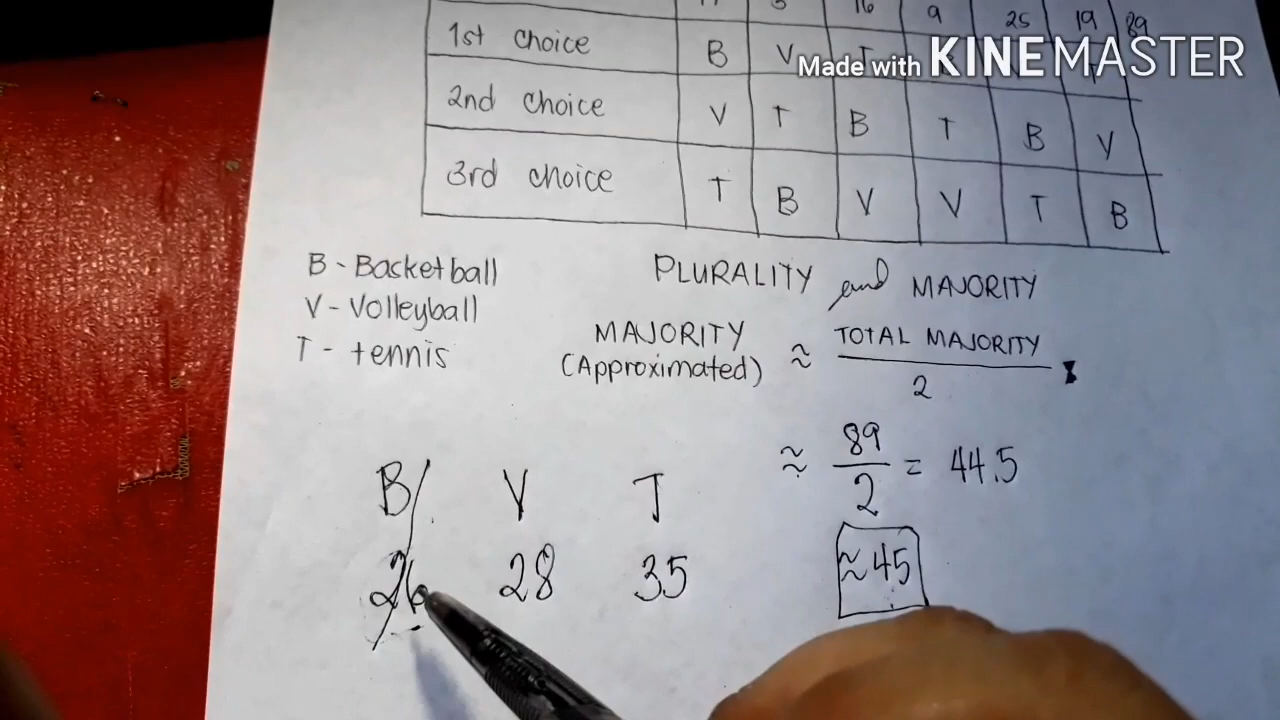 16 9 25 19 89
1st choice B V T
Made with KINEMASTER
2nd choice V T B T B V
3rd choice T B V V T B
B - Backetball
V - Volleyball
T - tennis
PLURALITY and MAJORITY
MAJORITY (Approximated) ≈ TOTAL MAJORITY / 2
≈ 89 / 2 = 44.5
≈ 45
B V T
26 28 35